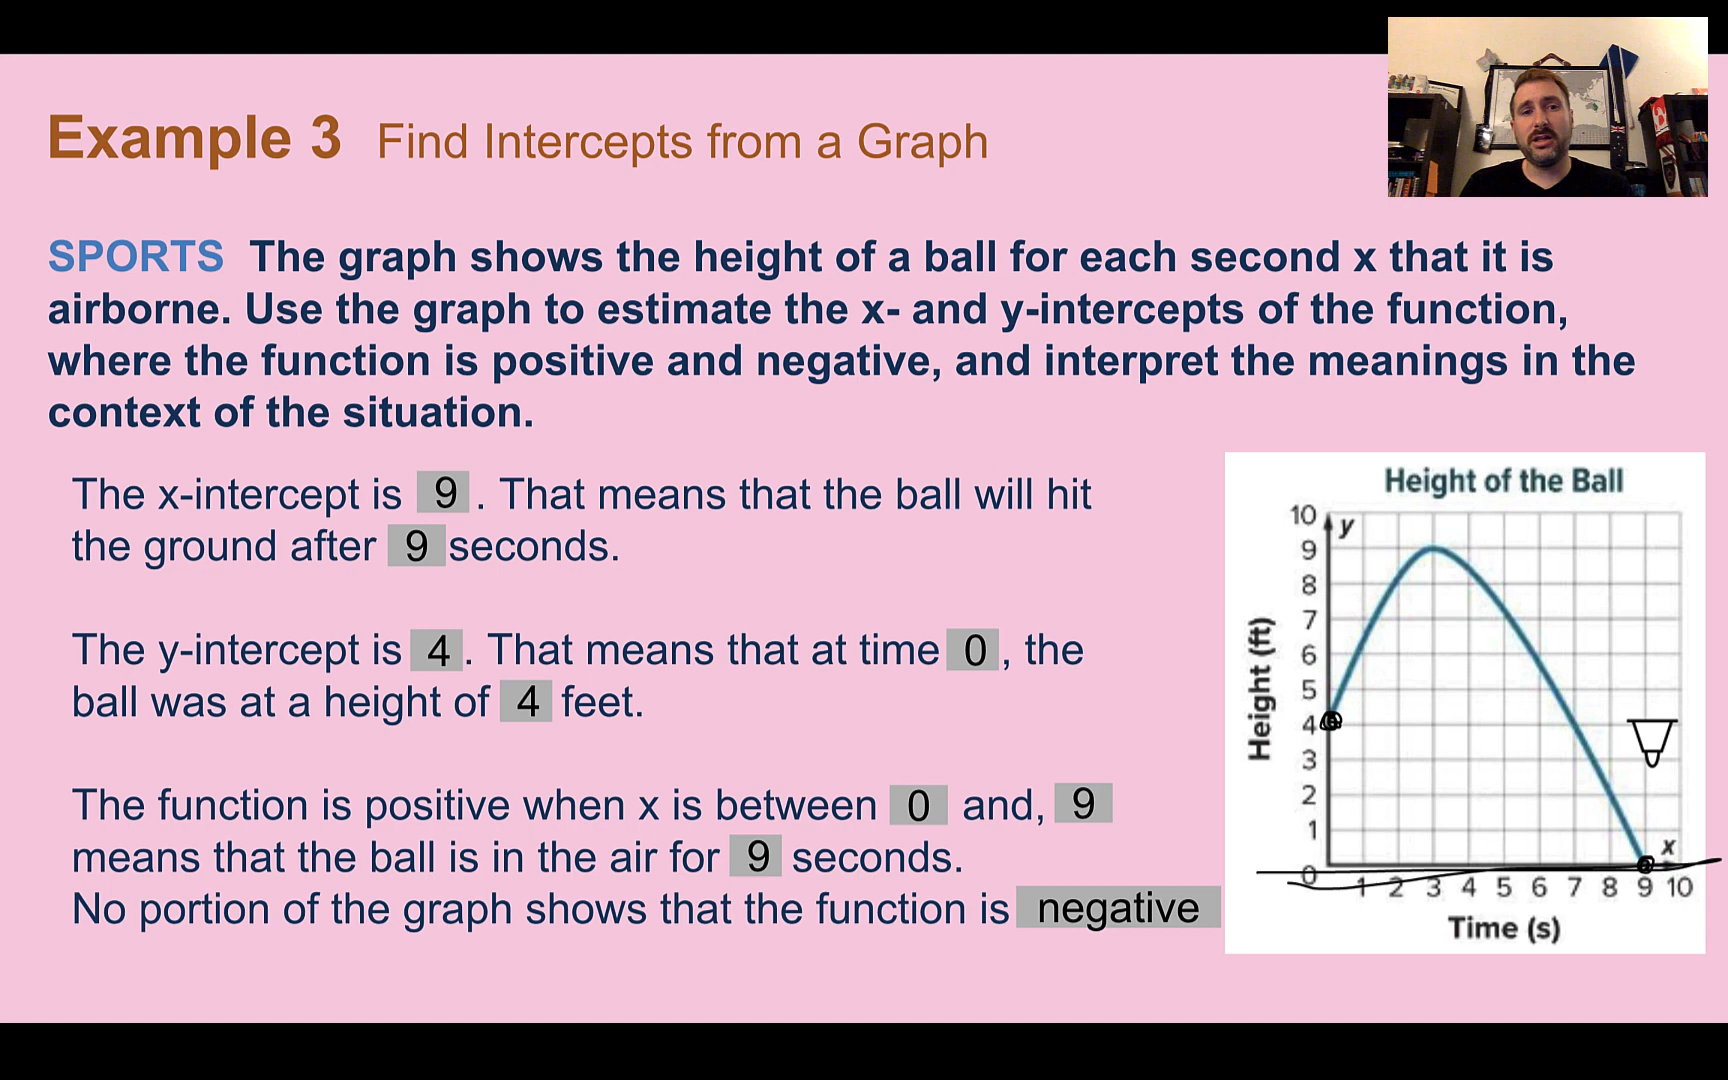 Example 3 Find Intercepts from a Graph
SPORTS The graph shows the height of a ball for each second x that it is
airborne. Use the graph to estimate the x- and y-intercepts of the function,
where the function is positive and negative, and interpret the meanings in the
context of the situation.
The x-intercept is 9 . That means that the ball will hit
the ground after 9 seconds.
The y-intercept is 4 . That means that at time 0 , the
ball was at a height of 4 feet.
The function is positive when x is between 0 and, 9
means that the ball is in the air for 9 seconds.
No portion of the graph shows that the function is negative
Height of the Ball
10
y
9
8
7
6
5
4
3
2
1
0
x
1 2 3 4 5 6 7 8 9 10
Height (ft)
Time (s)